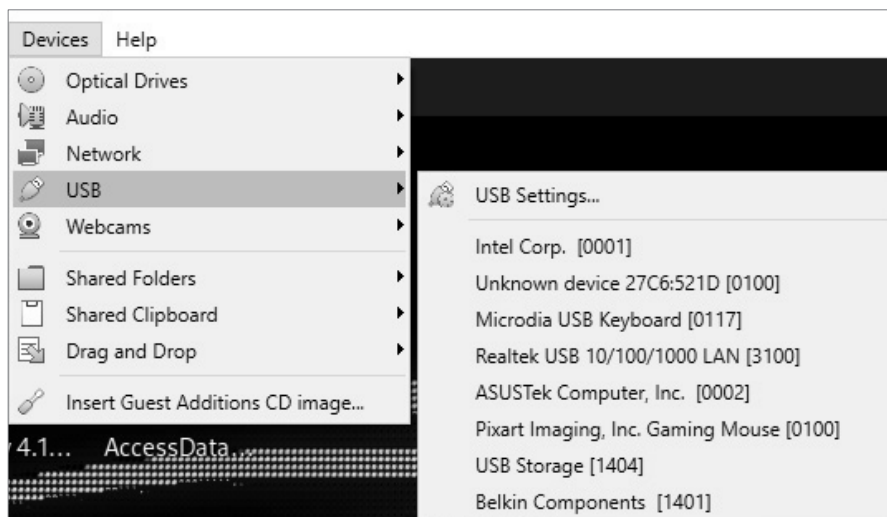 Devices Help
Optical Drives
Audio
Network
USB
Webcams
Shared Folders
Shared Clipboard
Drag and Drop
Insert Guest Additions CD image...
USB Settings...
Intel Corp. [0001]
Unknown device 27C6:521D [0100]
Microdia USB Keyboard [0117]
Realtek USB 10/100/1000 LAN [3100]
ASUSTek Computer, Inc. [0002]
Pixart Imaging, Inc. Gaming Mouse [0100]
USB Storage [1404]
Belkin Components [1401]
4.1... AccessData...